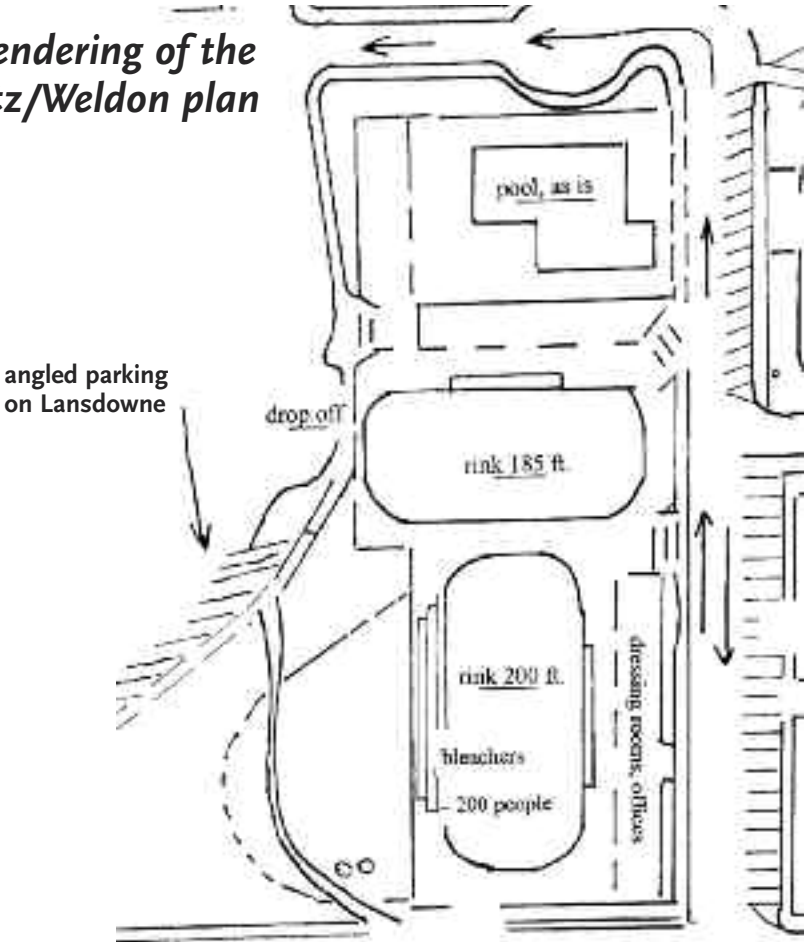 endering of the
tz/Weldon plan
pool, as is
angled parking
on Lansdowne
drop off
rink 185 ft.
rink 200 ft.
dressing rooms, offices
bleachers
200 people